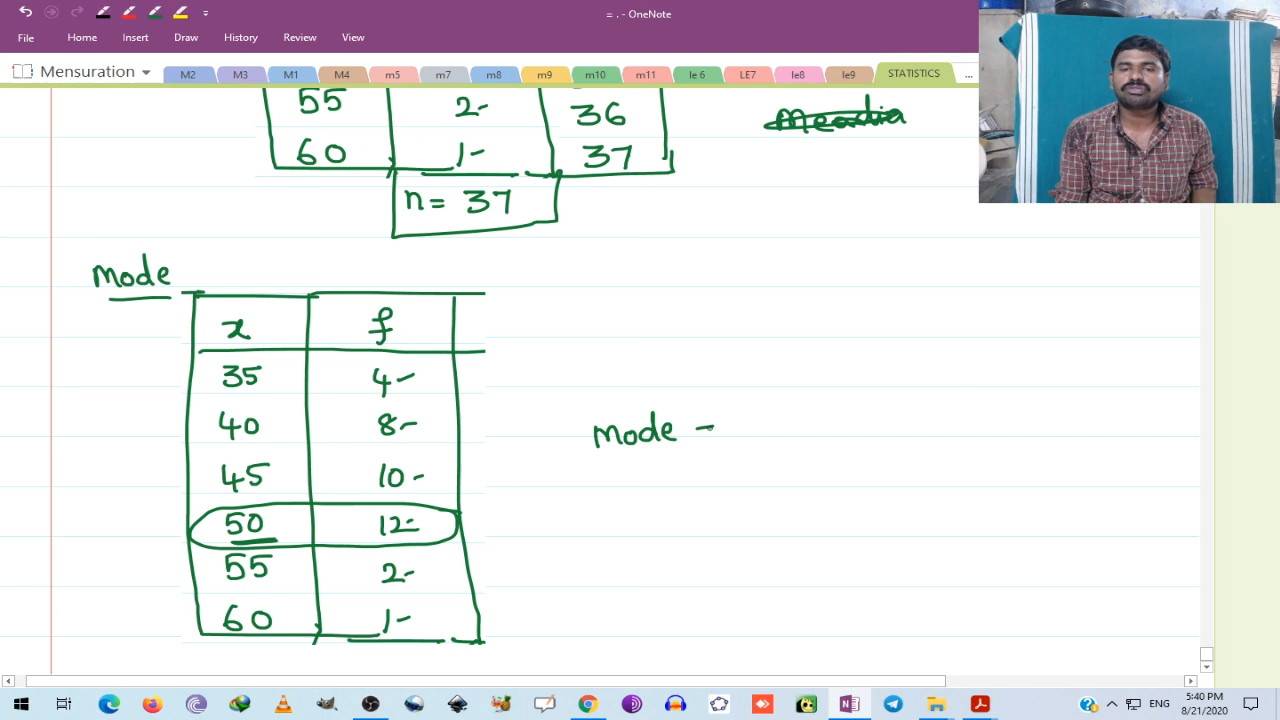 = . - OneNote
File Home Insert Draw History Review View
Mensuration M2 M3 M1 M4 m5 m7 m8 m9 m10 m11 le 6 LE7 le8 le9 STATISTICS ...
55 2- 36
60 1- 37
n = 37
mode
x f
35 4-
40 8-
45 10-
50 12-
55 2-
60 1-
mode -
ENG
5:40 PM
8/21/2020